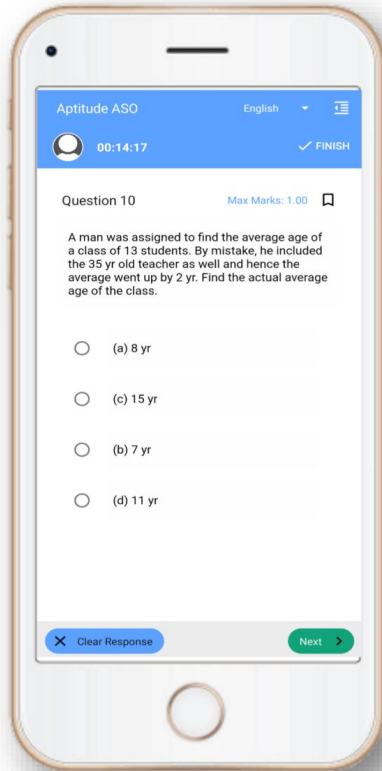 Aptitude ASO English
00:14:17 FINISH
Question 10 Max Marks: 1.00
A man was assigned to find the average age of
a class of 13 students. By mistake, he included
the 35 yr old teacher as well and hence the
average went up by 2 yr. Find the actual average
age of the class.
(a) 8 yr
(c) 15 yr
(b) 7 yr
(d) 11 yr
Clear Response Next